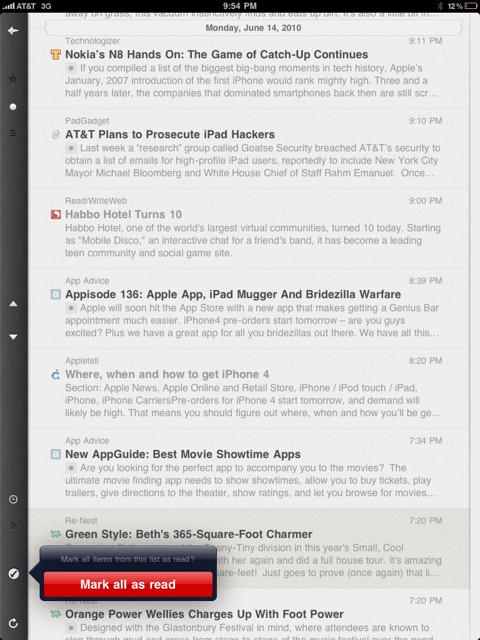 AT&T 3G 9:54 PM 12%
away on grass, this vacuum instinctively finds and eats up dirt. It's also a little bit in…
Monday, June 14, 2010
Technologizer 9:11 PM
Nokia's N8 Hands On: The Game of Catch-Up Continues
If you compiled a list of the biggest big-bang moments in tech history, Apple's
January, 2007 introduction of the first iPhone would rank mighty high. Three and a
half years later, the companies that dominated smartphones back then are still scr…
PadGadget 9:10 PM
AT&T Plans to Prosecute iPad Hackers
Last week a "research" group called Goatse Security breached AT&T's security to
obtain a list of emails for high-profile iPad users, reportedly to include New York City
Mayor Michael Bloomberg and White House Chief of Staff Rahm Emanuel. Once…
Read/WriteWeb 9:00 PM
Habbo Hotel Turns 10
Habbo Hotel, one of the world's largest virtual communities, turned 10 today. Starting
as "Mobile Disco," an interactive chat for a friend's band, it has become a leading
teen community and social game site.
App Advice 8:39 PM
Appisode 136: Apple App, iPad Mugger And Bridezilla Warfare
Apple will soon hit the App Store with a new app that makes getting a Genius Bar
appointment much easier. iPhone4 pre-orders start tomorrow – are you guys
excited? Plus we have a great app for all you bridezillas out there. We have all this…
Appletell 8:20 PM
Where, when and how to get iPhone 4
Section: Apple News, Apple Online and Retail Store, iPhone / iPod touch / iPad,
iPhone, iPhone CarriersPre-orders for iPhone 4 start tomorrow, and demand will
likely be high. That means you should figure out where, when and how you'll be ge…
App Advice 7:34 PM
New AppGuide: Best Movie Showtime Apps
Are you looking for the perfect app to accompany you to the movies? The
ultimate movie finding app needs to show showtimes, allow you to buy tickets, play
trailers, give directions to the theater, show ratings, and let you browse for movies…
Re-Nest 7:20 PM
Green Style: Beth's 365-Square-Foot Charmer
Teeny-Tiny division in this year's Small, Cool
with her again and did a full house tour. It's amazing
are-feet! Just goes to prove (once again) that li…
Mark all items from this list as read?
Mark all as read
Re-Nest 7:20 PM
Orange Power Wellies Charges Up With Foot Power
Designed with the Glastonbury Festival in mind, where attendees are known to
slog through mud and grass from stage to stage of the music festival over the